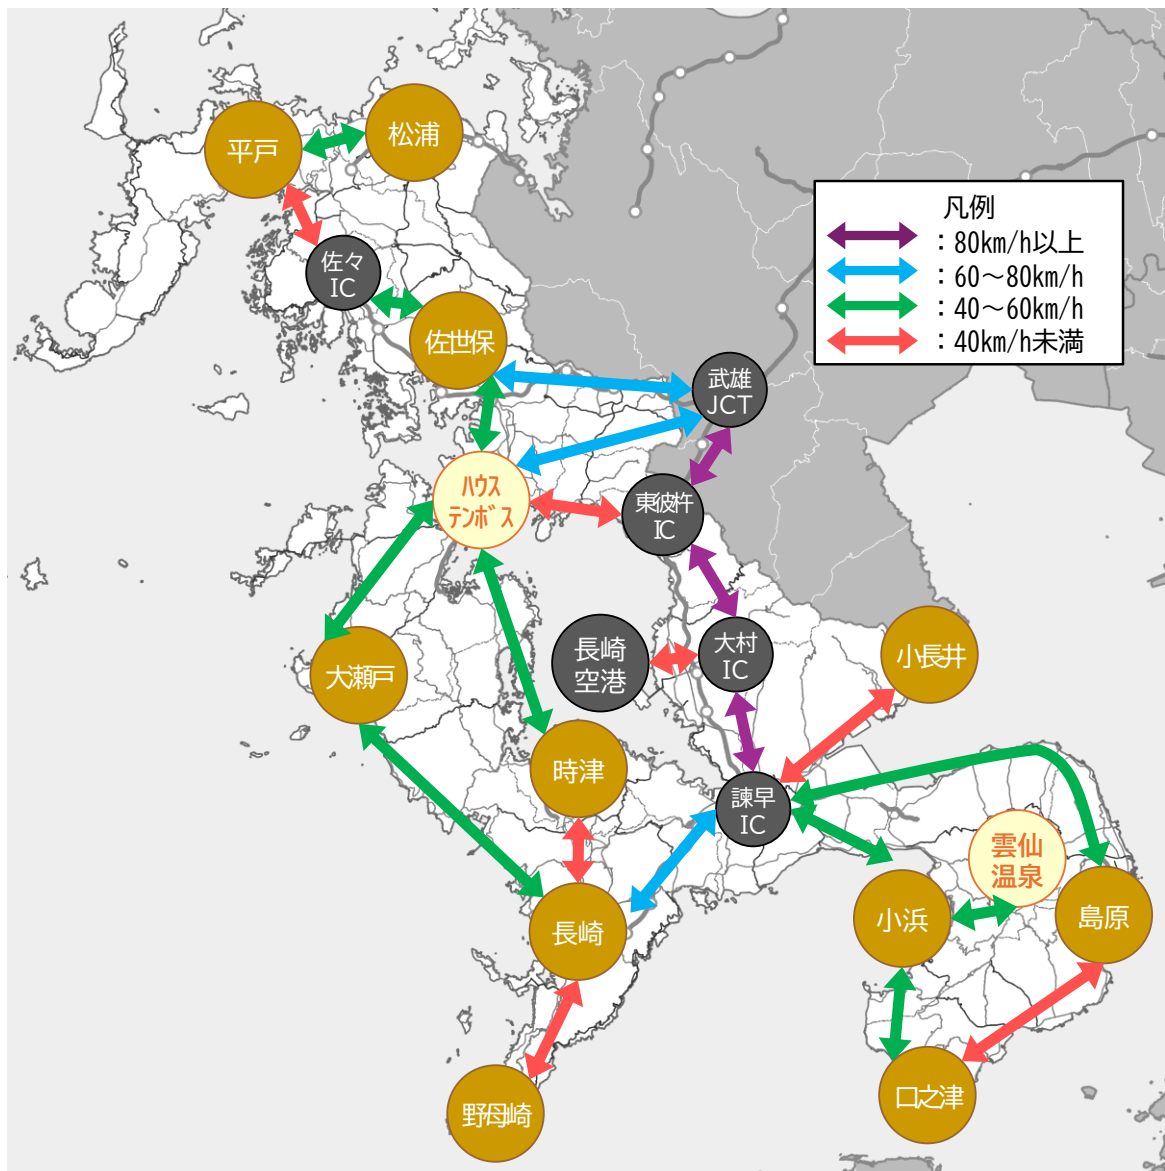 松浦
平戸
凡例
：80km/h以上
：60～80km/h
：40～60km/h
：40km/h未満
佐々
IC
佐世保
武雄
JCT
ﾊｳｽ
ﾃﾝﾎﾞｽ
東彼杵
IC
長崎
空港
大村
IC
小長井
大瀬戸
時津
諫早
IC
雲仙
温泉
小浜
島原
長崎
口之津
野母崎